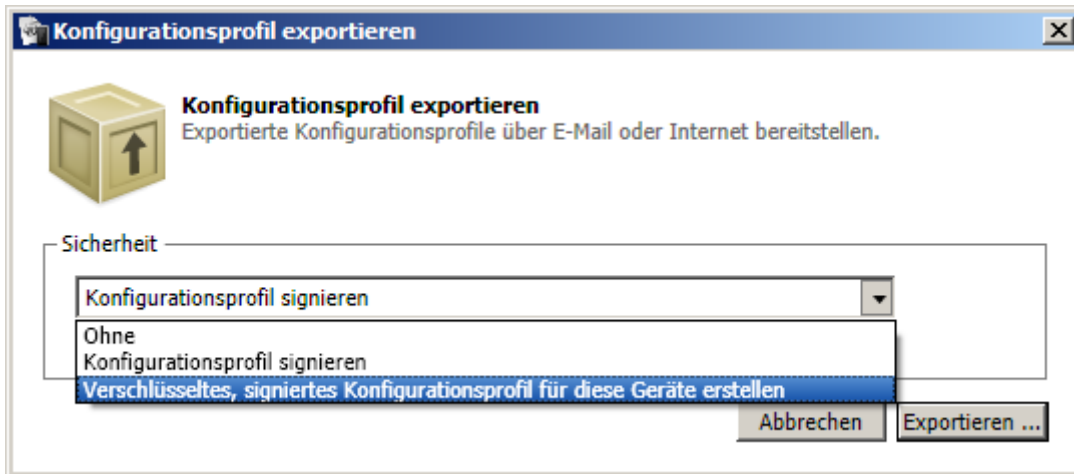 Konfigurationsprofil exportieren
Konfigurationsprofil exportieren
Exportierte Konfigurationsprofile über E-Mail oder Internet bereitstellen.
Sicherheit
Konfigurationsprofil signieren
Ohne
Konfigurationsprofil signieren
Verschlüsseltes, signiertes Konfigurationsprofil für diese Geräte erstellen
Abbrechen Exportieren ...